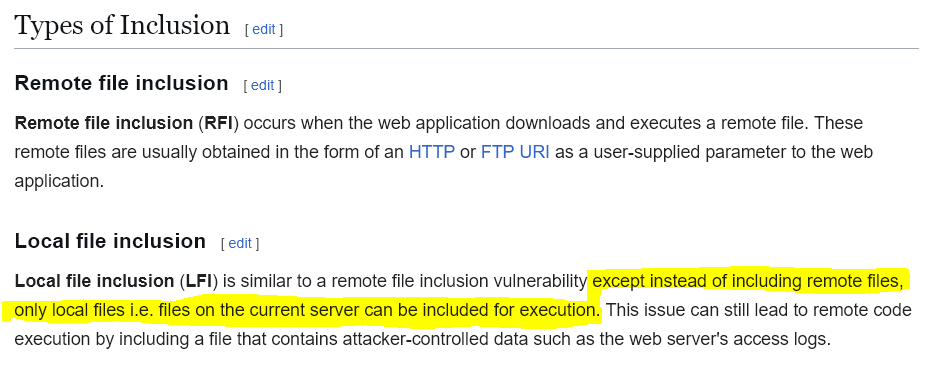 Types of Inclusion [ edit ]
Remote file inclusion [ edit ]
Remote file inclusion (RFI) occurs when the web application downloads and executes a remote file. These
remote files are usually obtained in the form of an HTTP or FTP URI as a user-supplied parameter to the web
application.
Local file inclusion [ edit ]
Local file inclusion (LFI) is similar to a remote file inclusion vulnerability except instead of including remote files,
only local files i.e. files on the current server can be included for execution. This issue can still lead to remote code
execution by including a file that contains attacker-controlled data such as the web server's access logs.